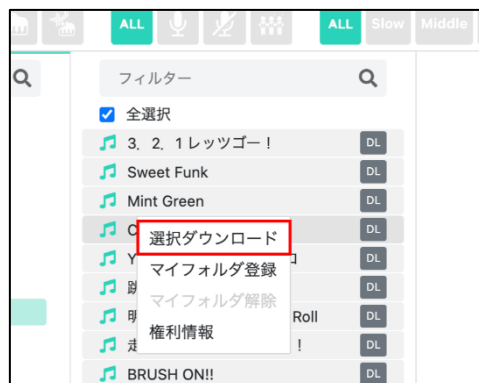 ALL
ALL Slow Middle
フィルター
全選択
3．2．1レッツゴー！ DL
Sweet Funk DL
Mint Green DL
C DL
選択ダウンロード
Y コ DL
マイフォルダ登録
DL
マイフォルダ解除
明 Roll DL
権利情報
走 ！ DL
BRUSH ON!! DL